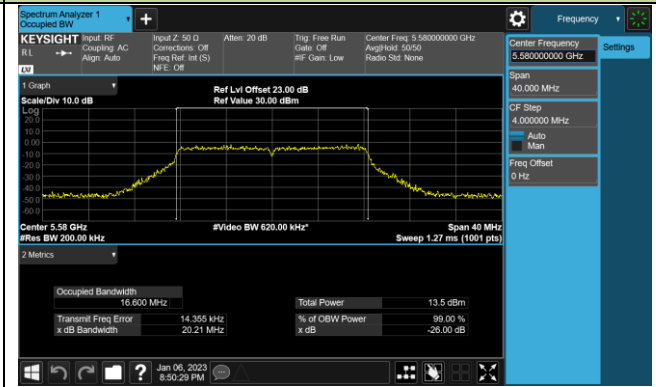 Spectrum Analyzer 1
Occupied BW
Frequency
KEYSIGHT
RL
LXI
Input: RF
Coupling: AC
Align: Auto
Input Z: 50 Ω
Corrections: Off
Freq Ref: Int (S)
NFE: Off
Atten: 20 dB
Trig: Free Run
Gate: Off
#IF Gain: Low
Center Freq: 5.580000000 GHz
Avg|Hold: 50/50
Radio Std: None
Center Frequency
5.580000000 GHz
Settings
Span
40.000 MHz
CF Step
4.000000 MHz
Auto
Man
Freq Offset
0 Hz
1 Graph
Scale/Div 10.0 dB
Ref Lvl Offset 23.00 dB
Ref Value 30.00 dBm
Log
20.0
10.0
0.00
-10.0
-20.0
-30.0
-40.0
-50.0
-60.0
Center 5.58 GHz
#Video BW 620.00 kHz*
Span 40 MHz
#Res BW 200.00 kHz
Sweep 1.27 ms (1001 pts)
2 Metrics
Occupied Bandwidth
16.600 MHz
Total Power 13.5 dBm
Transmit Freq Error 14.355 kHz
% of OBW Power 99.00 %
x dB Bandwidth 20.21 MHz
x dB -26.00 dB
Jan 06, 2023
8:50:29 PM